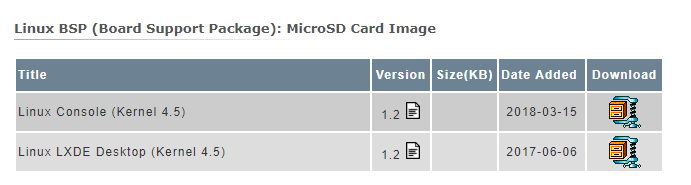 Linux BSP (Board Support Package): MicroSD Card Image
Title Version Size(KB) Date Added Download
Linux Console (Kernel 4.5) 1.2 2018-03-15
Linux LXDE Desktop (Kernel 4.5) 1.2 2017-06-06